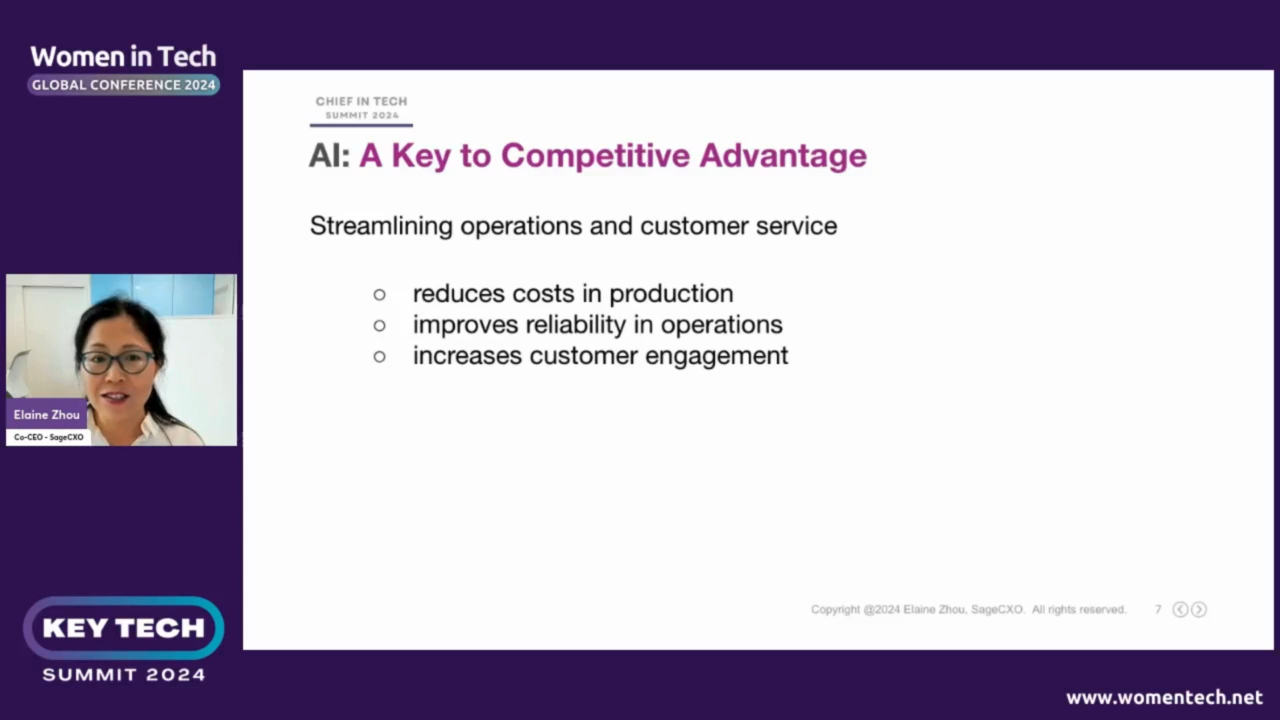 Women in Tech
GLOBAL CONFERENCE 2024
CHIEF IN TECH
SUMMIT 2024
AI: A Key to Competitive Advantage
Streamlining operations and customer service
○ reduces costs in production
○ improves reliability in operations
○ increases customer engagement
Elaine Zhou
Co-CEO - SageCXO
Copyright @2024 Elaine Zhou, SageCXO. All rights reserved. 7
KEY TECH
SUMMIT 2024
www.womentech.net